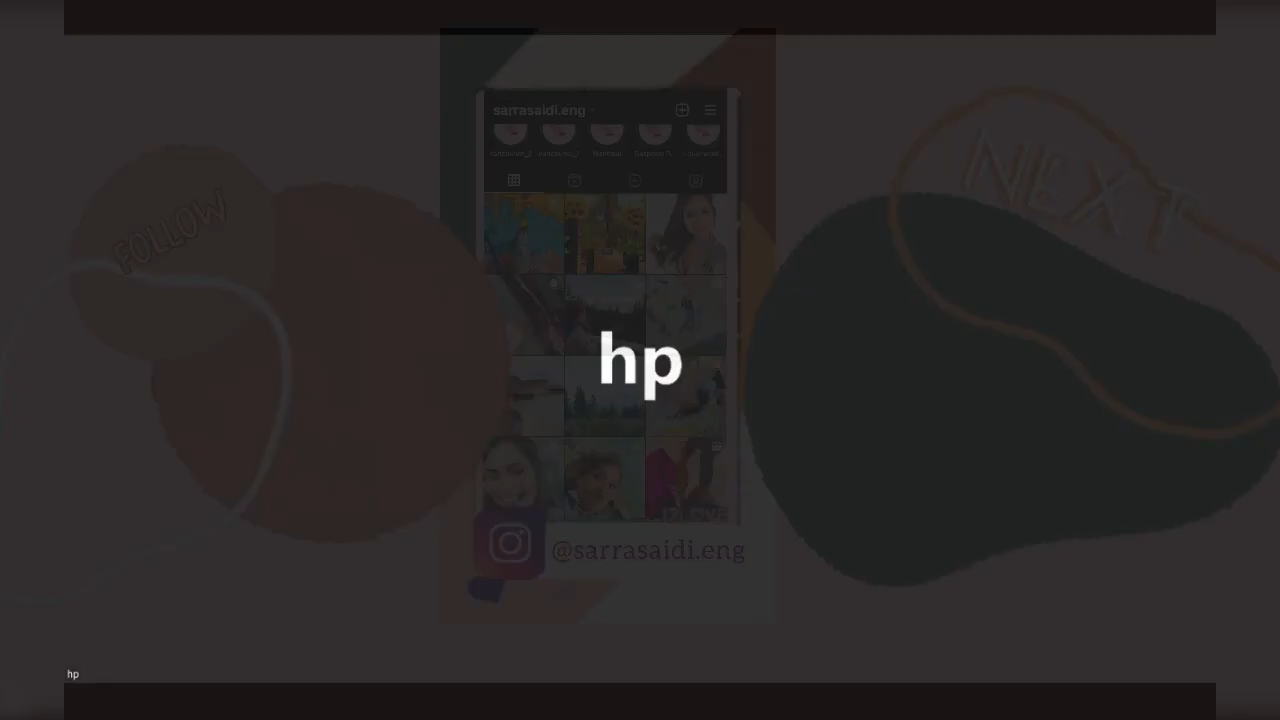 sarrasaidi.eng
FOLLOW
NEXT
hp
@sarrasaidi.eng
hp